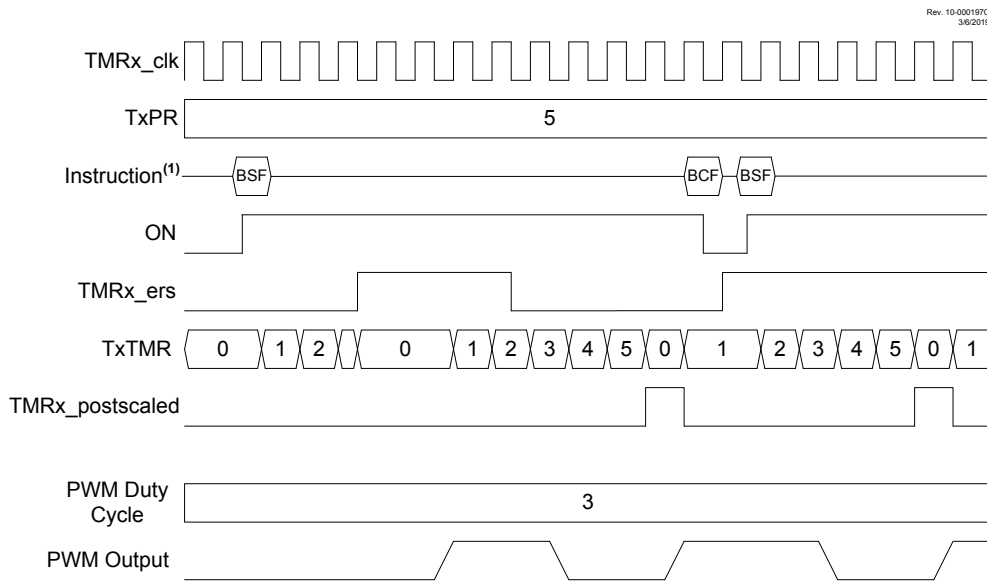 Rev. 10-000197C
3/6/2019
TMRx_clk
TxPR
5
Instruction(1)
BSF
BCF
BSF
ON
TMRx_ers
TxTMR
0 1 2 0 1 2 3 4 5 0 1 2 3 4 5 0 1
TMRx_postscaled
PWM Duty
Cycle
3
PWM Output